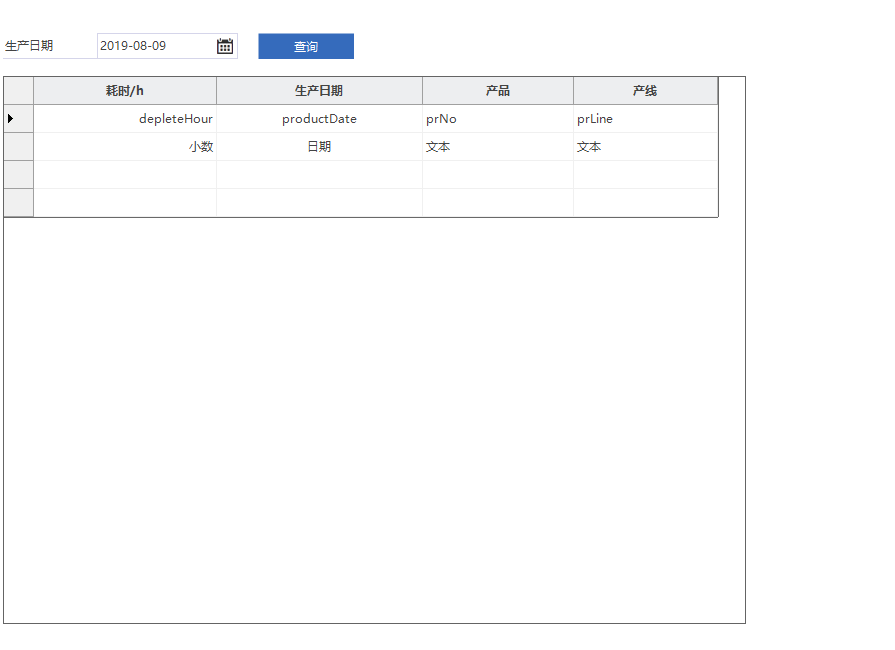 生产日期 2019-08-09 查询
耗时/h 生产日期 产品 产线
depleteHour productDate prNo prLine
小数 日期 文本 文本